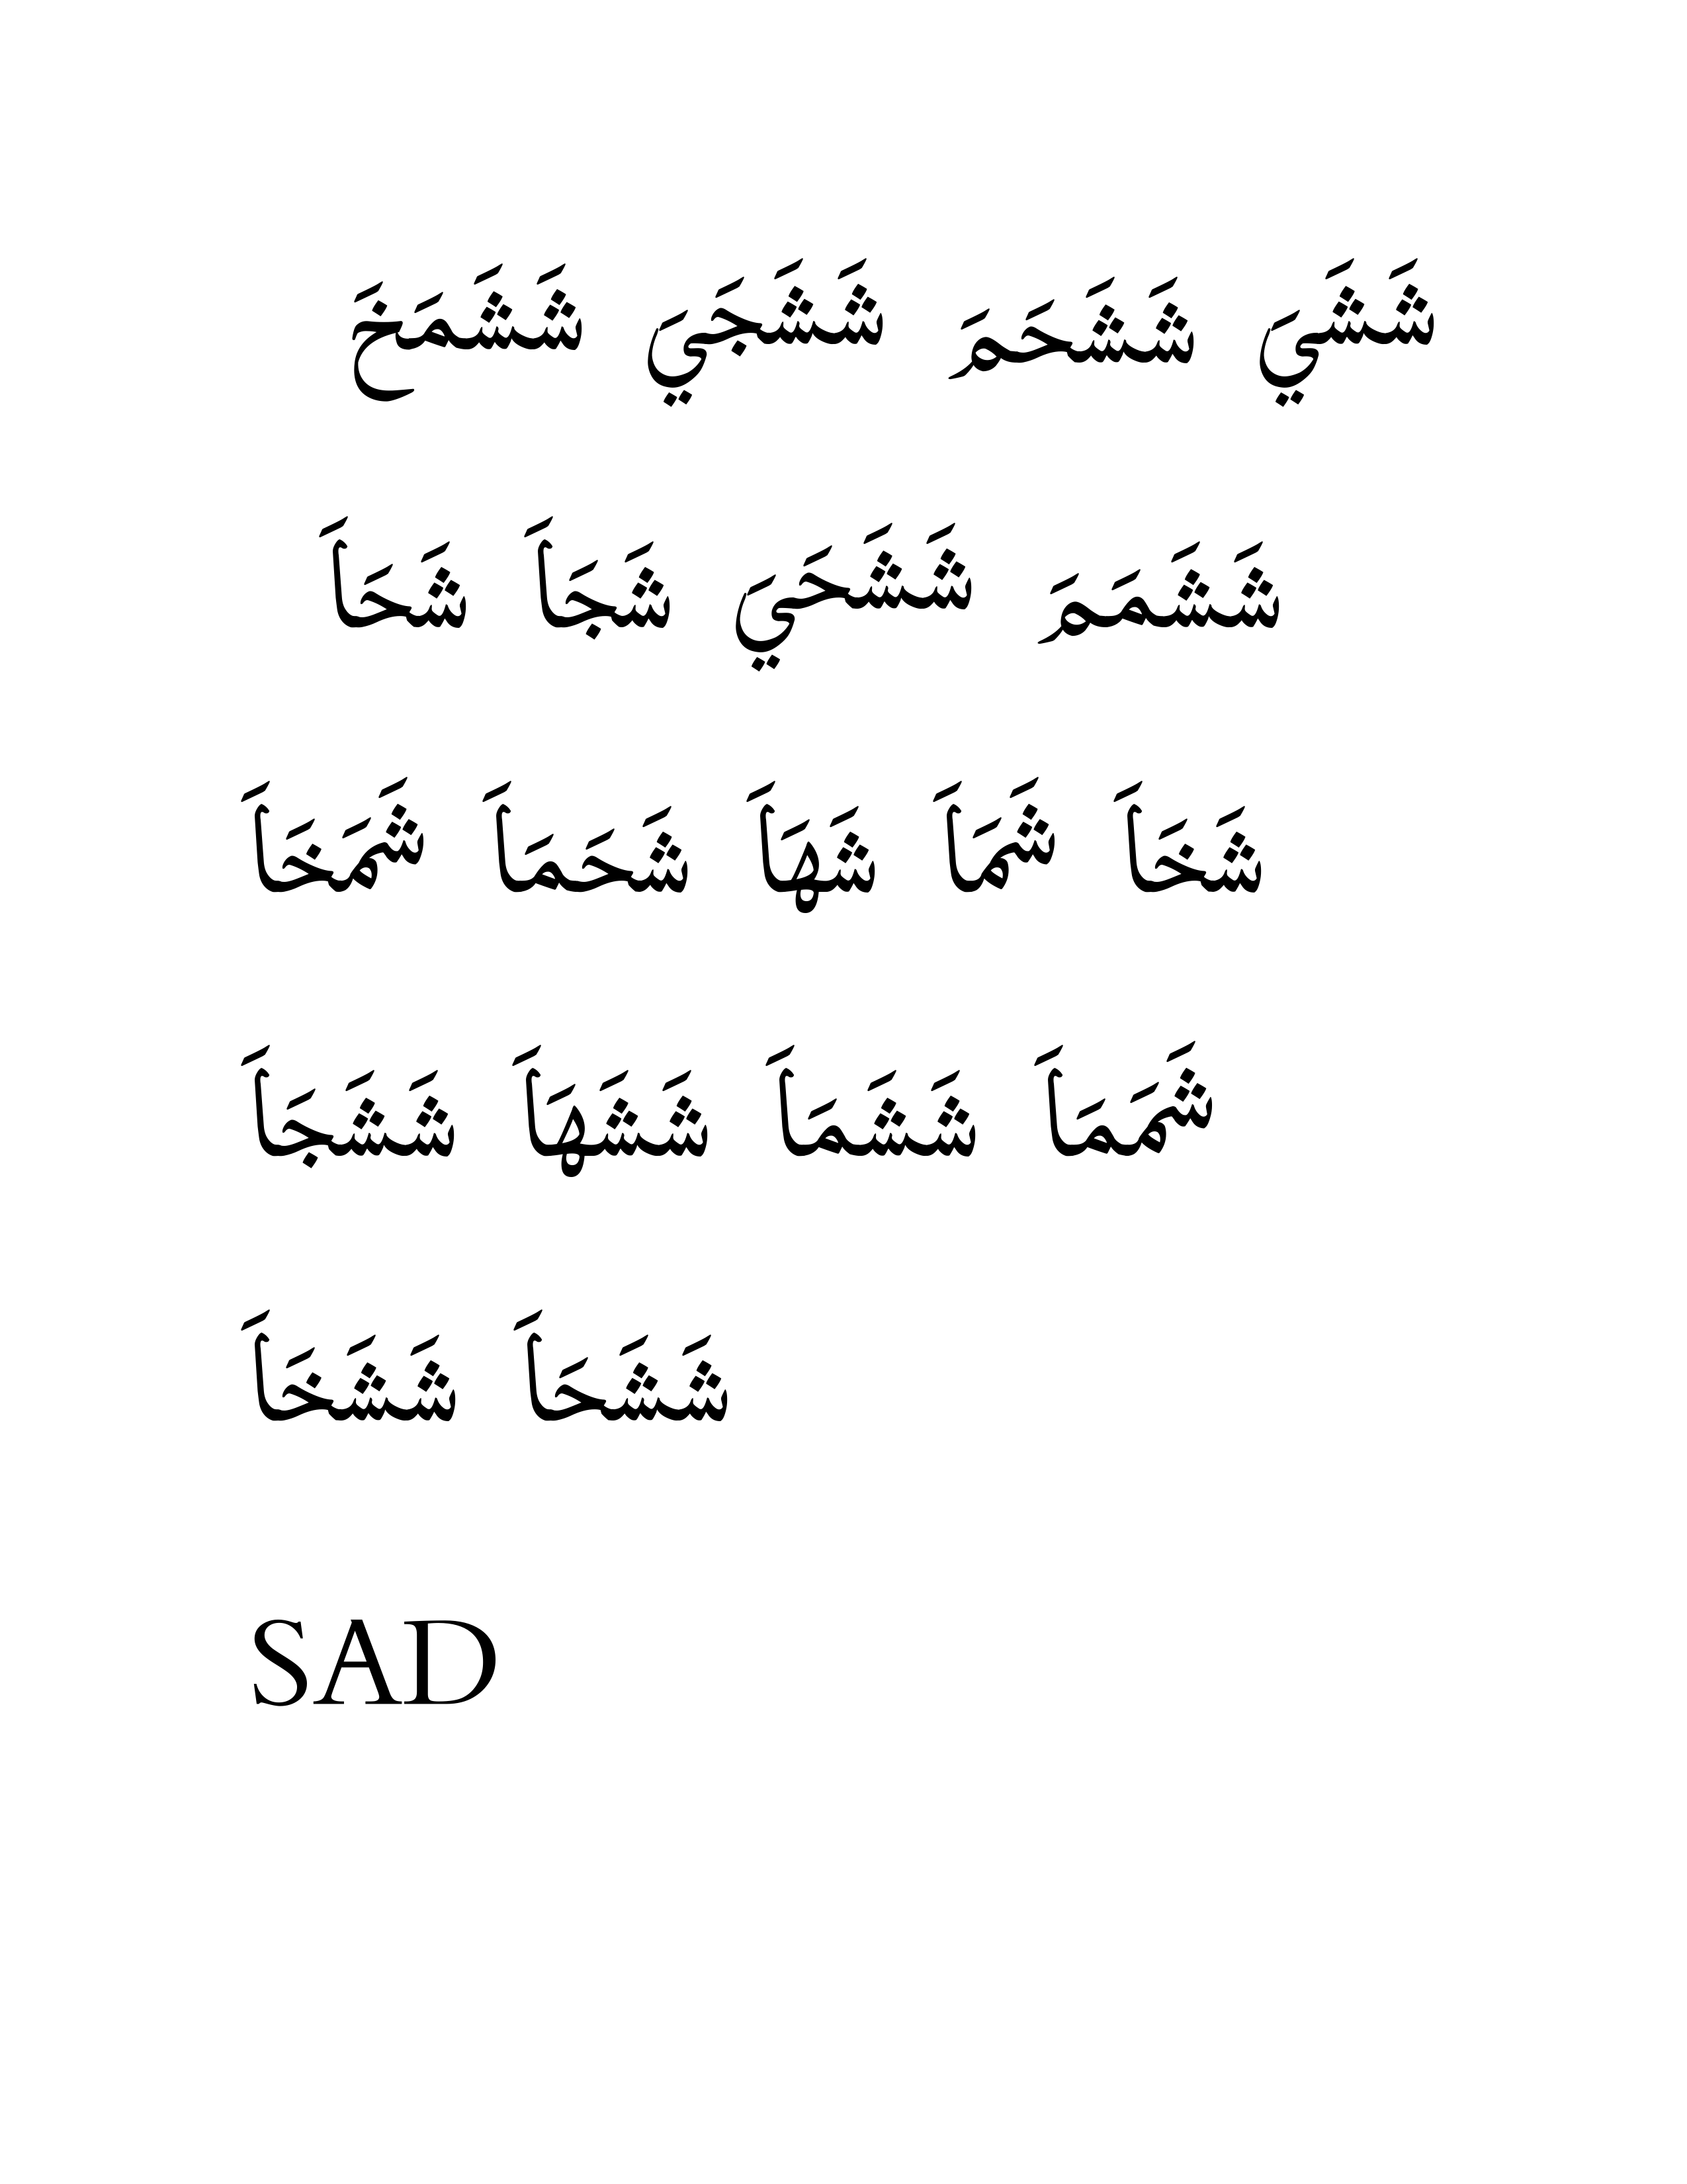 شَشَيَ شَشَحَمَ شَشَجَيَ شَشَمَغَ
شَشَمَمَ شَشَحَيَ شَجَاَ شَحَاَ
شَخَاَ شَمَاَ شَهَاَ شَحَمَاَ شَمَخَاَ
شَمَمَاَ شَشَمَاَ شَشَهَاَ شَشَجَاَ
شَشَحَاَ شَشَخَاَ
SAD